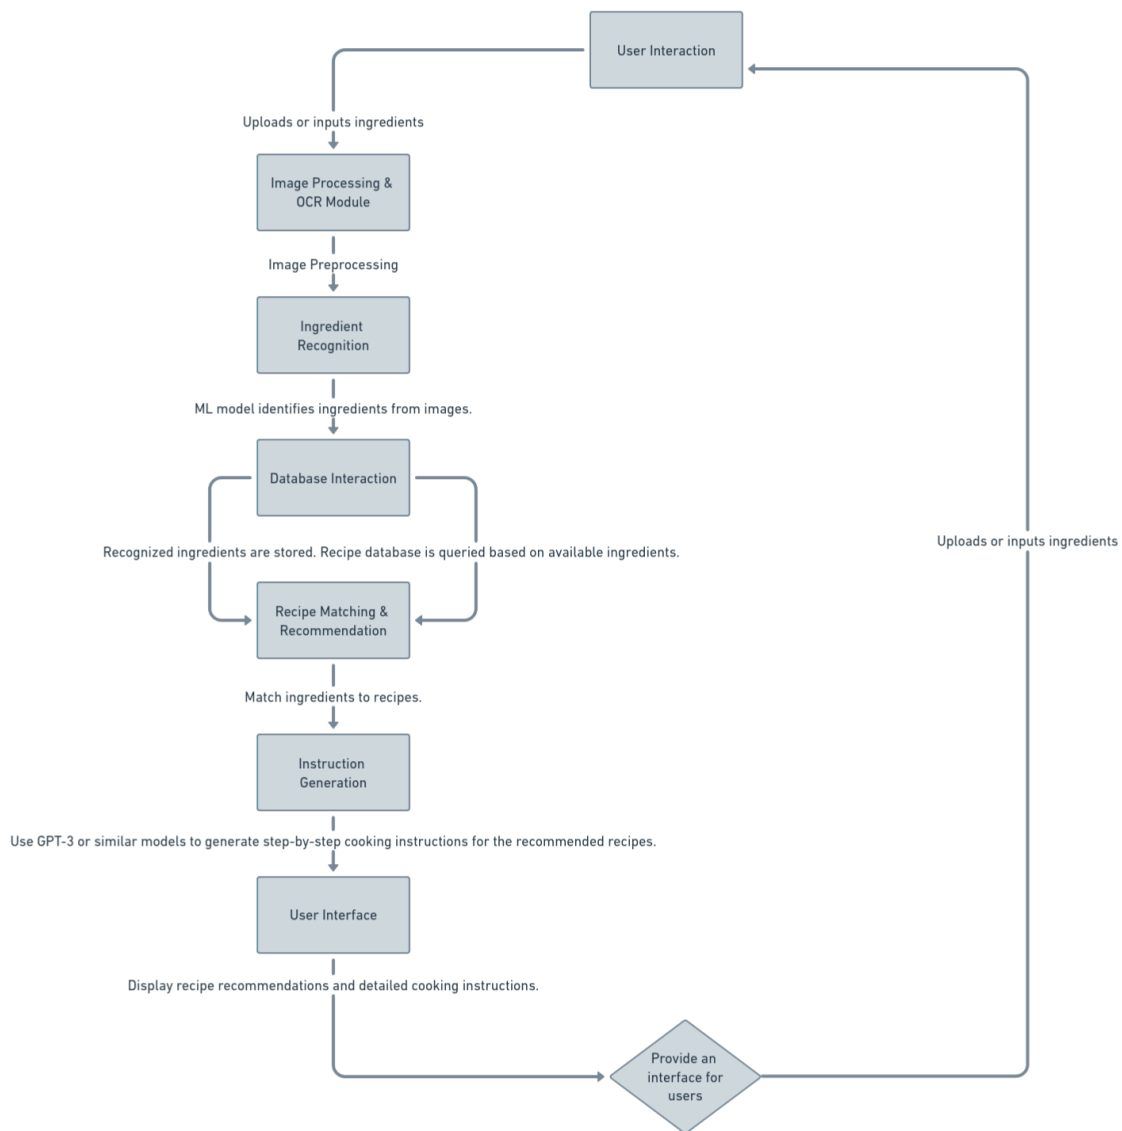 User Interaction
Uploads or inputs ingredients
Image Processing &
OCR Module
Image Preprocessing
Ingredient
Recognition
ML model identifies ingredients from images.
Database Interaction
Recognized ingredients are stored. Recipe database is queried based on available ingredients.
Uploads or inputs ingredients
Recipe Matching &
Recommendation
Match ingredients to recipes.
Instruction
Generation
Use GPT-3 or similar models to generate step-by-step cooking instructions for the recommended recipes.
User Interface
Display recipe recommendations and detailed cooking instructions.
Provide an
interface for
users